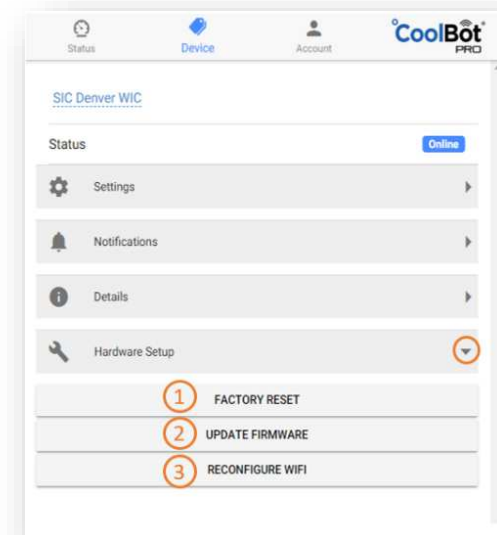 Status
Device
Account
°CoolBot
PRO
SIC Denver WIC
Status Online
Settings
Notifications
Details
Hardware Setup
1 FACTORY RESET
2 UPDATE FIRMWARE
3 RECONFIGURE WIFI